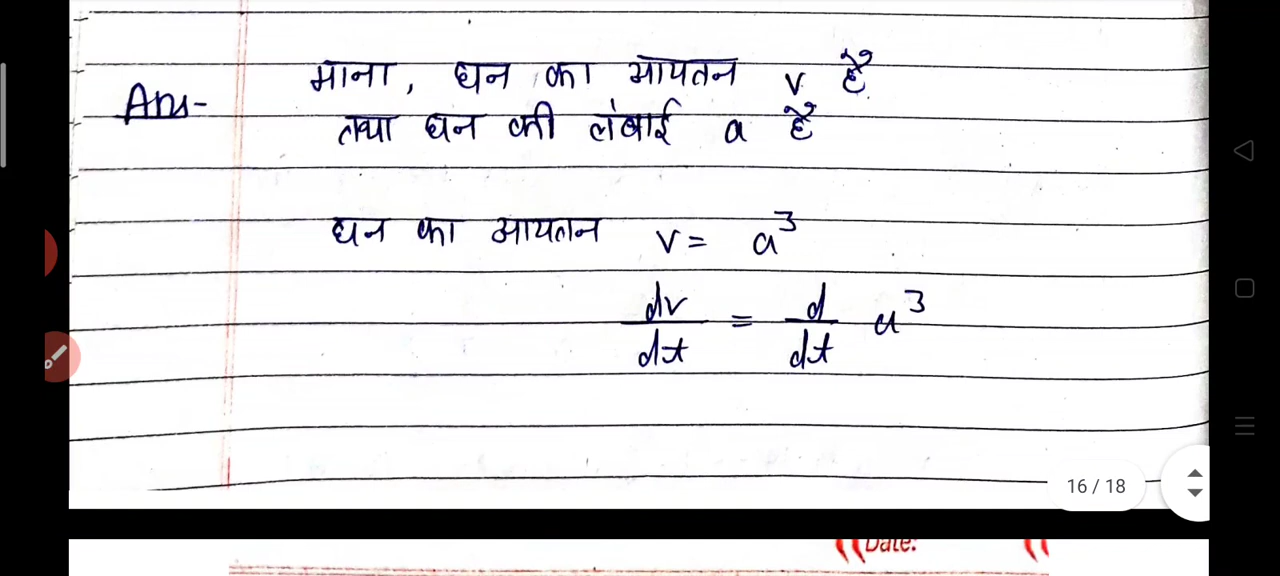 Ans- माना, घन का आयतन v है
तथा घन की लंबाई a है
घन का आयतन v = a³
dv/dt = d/dt a³
16 / 18
Date: